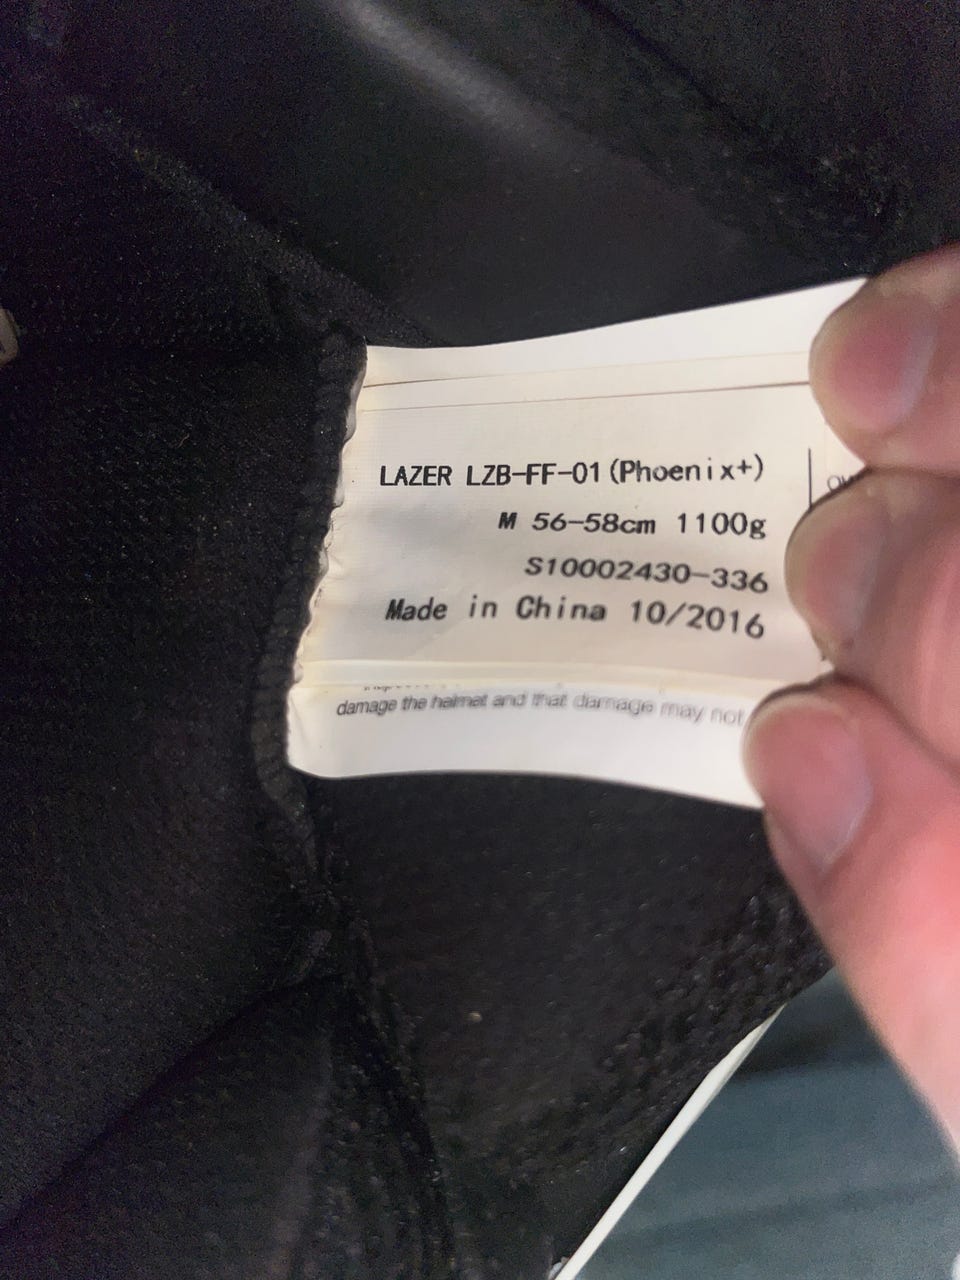 LAZER LZB-FF-01 (Phoenix+)
M 56-58cm 1100g
S10002430-336
Made in China 10/2016
damage the helmet and that damage may not